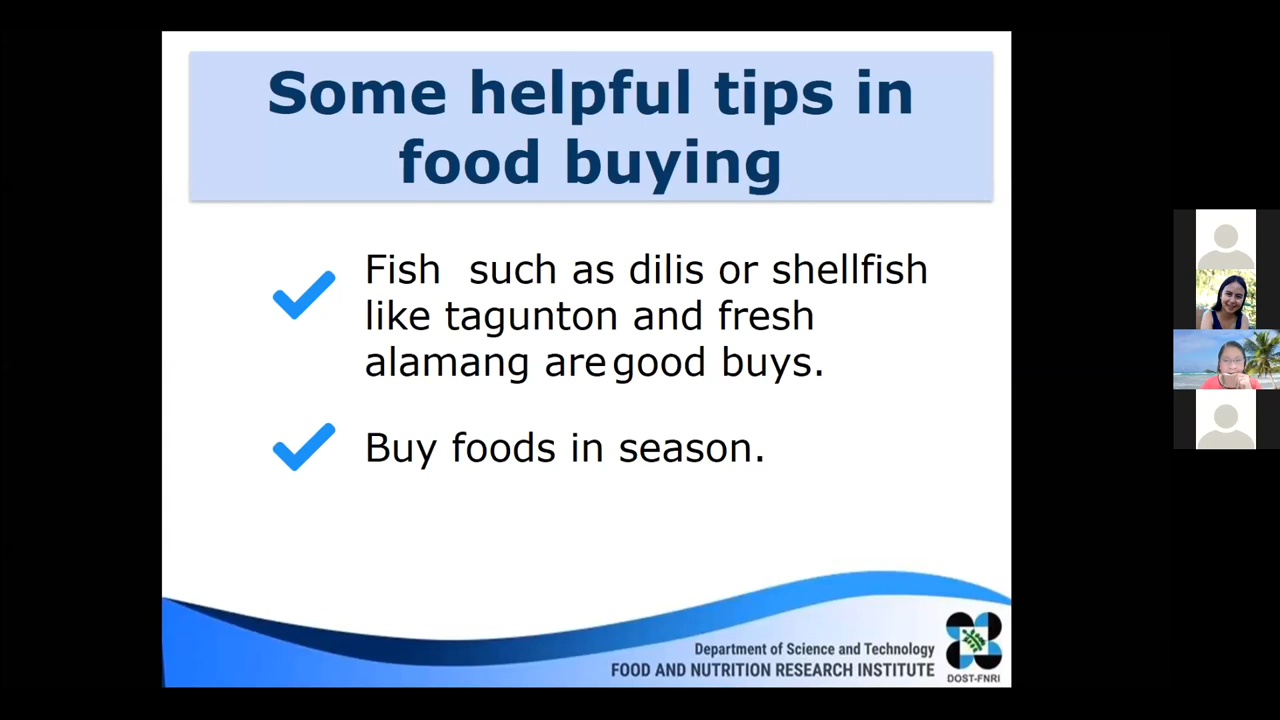 Some helpful tips in
food buying
Fish such as dilis or shellfish
like tagunton and fresh
alamang are good buys.
Buy foods in season.
Department of Science and Technology
FOOD AND NUTRITION RESEARCH INSTITUTE
DOST-FNRI